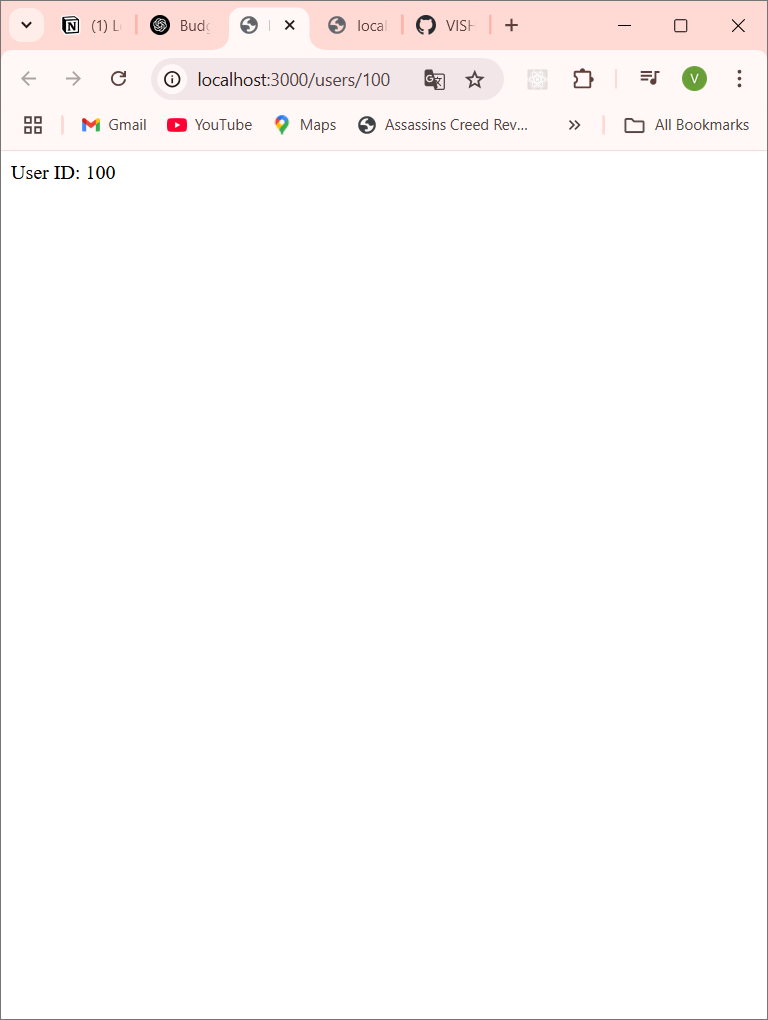 (1) L
Budg
local
VISH
localhost:3000/users/100
V
Gmail
YouTube
Maps
Assassins Creed Rev...
All Bookmarks
User ID: 100